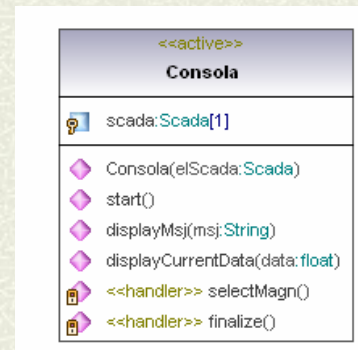 <<active>>
Consola
scada:Scada[1]
Consola(elScada:Scada)
start()
displayMsj(msj:String)
displayCurrentData(data:float)
<<handler>> selectMagn()
<<handler>> finalize()